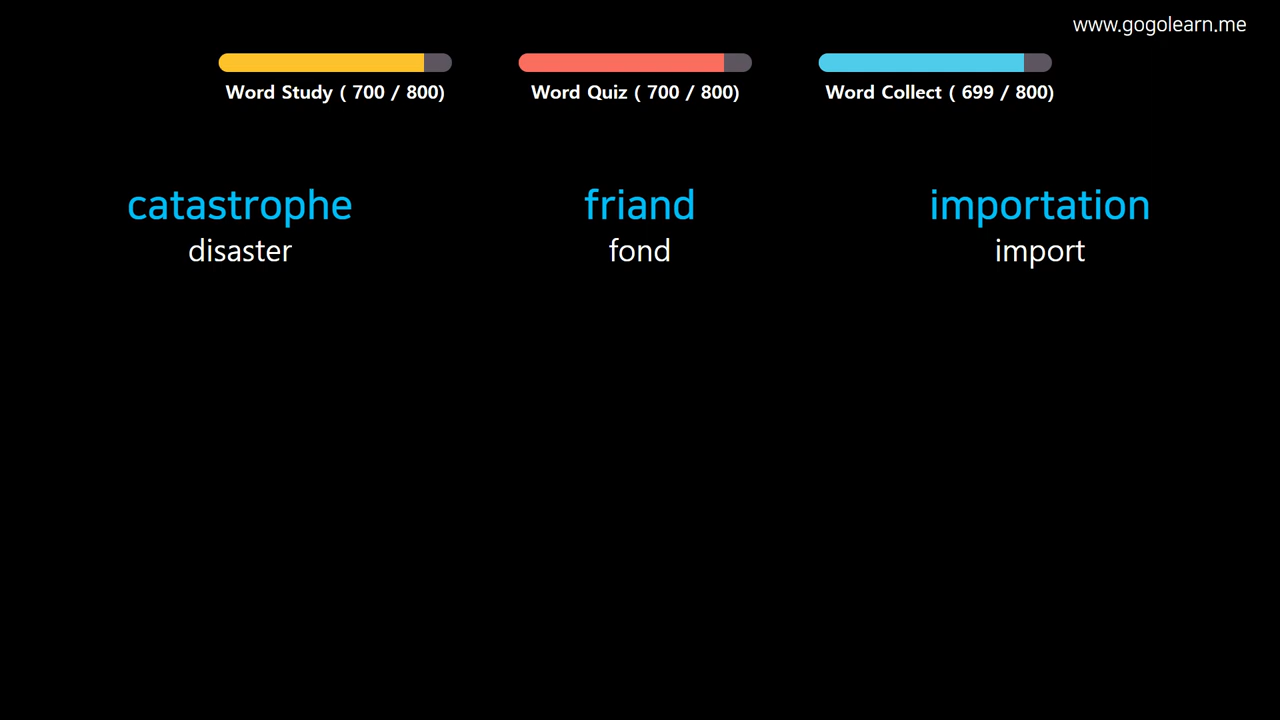 www.gogolearn.me
Word Study ( 700 / 800)
Word Quiz ( 700 / 800)
Word Collect ( 699 / 800)
catastrophe
disaster
friand
fond
importation
import